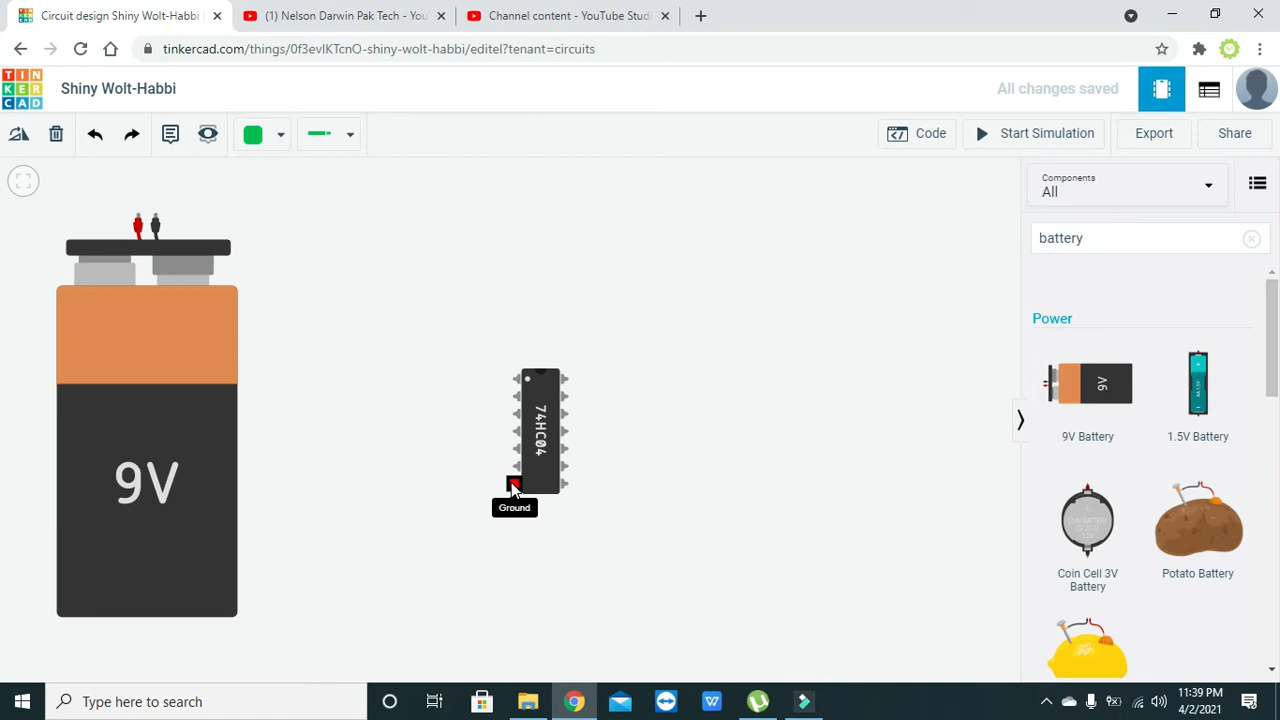 Circuit design Shiny Wolt-Habbi |
(1) Nelson Darwin Pak Tech - You
Channel content - YouTube Studi
tinkercad.com/things/0f3evIKTcnO-shiny-wolt-habbi/editel?tenant=circuits
TIN
KER
CAD
Shiny Wolt-Habbi
All changes saved
Code
Start Simulation
Export
Share
Components
All
battery
Power
9V
9V Battery
1.5V Battery
Coin Cell 3V
Battery
Potato Battery
9V
74HC04
Ground
Type here to search
11:39 PM
4/2/2021